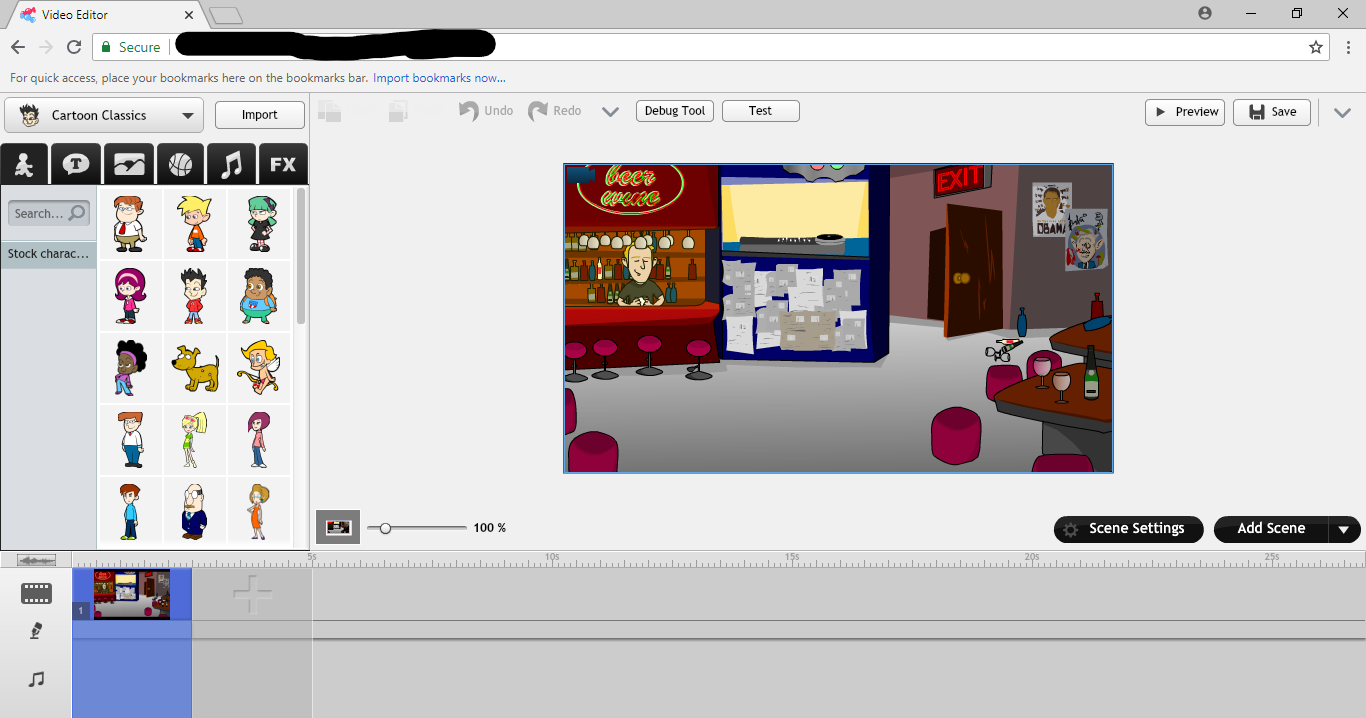 Video Editor
Secure
For quick access, place your bookmarks here on the bookmarks bar. Import bookmarks now...
Cartoon Classics
Import
Undo
Redo
Debug Tool
Test
Preview
Save
T
FX
Search...
Stock charac...
beer
EXIT
OBAMA
100 %
Scene Settings
Add Scene
5s
10s
15s
20s
25s
1